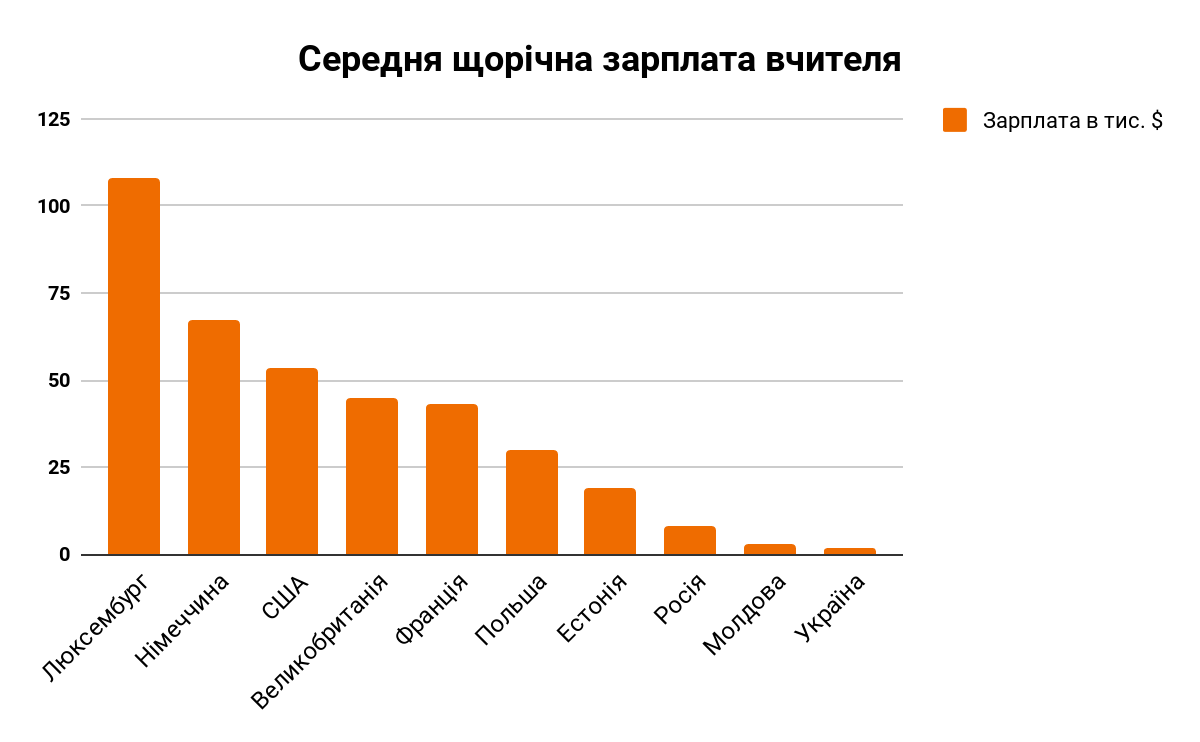 Середня щорічна зарплата вчителя
Зарплата в тис. $
125
100
75
50
25
0
Люксембург
Німеччина
США
Великобританія
Франція
Польша
Естонія
Росія
Молдова
Україна